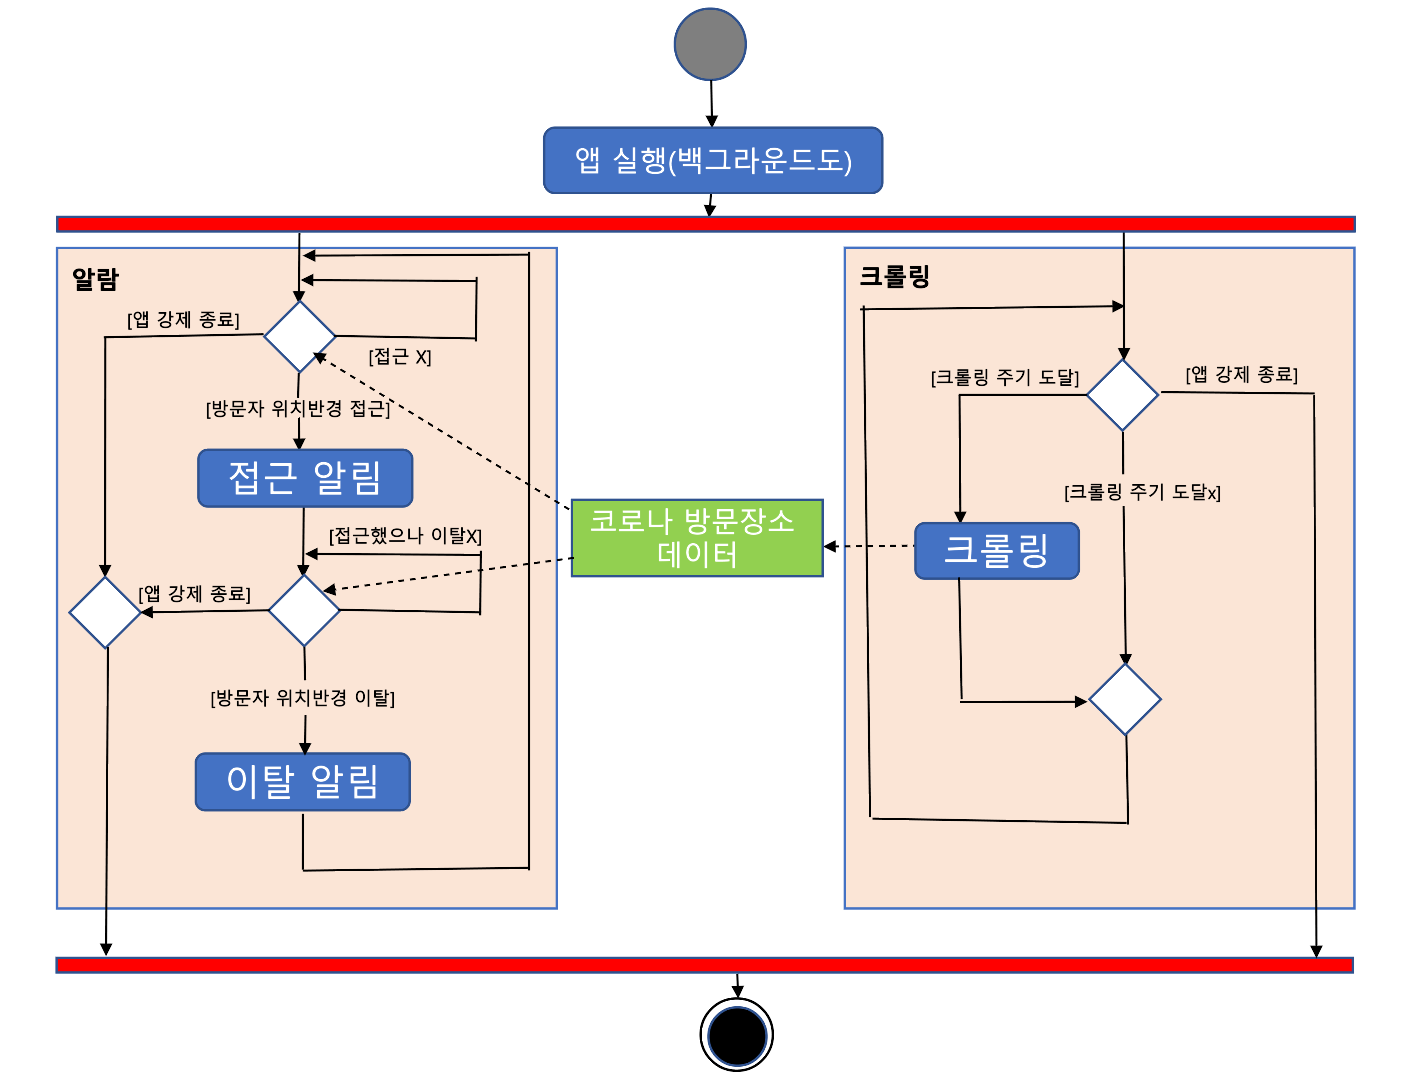 앱 실행(백그라운드도)
알람
[앱 강제 종료]
[접근 X]
[방문자 위치반경 접근]
접근 알림
[접근했으나 이탈X]
[앱 강제 종료]
[방문자 위치반경 이탈]
이탈 알림
코로나 방문장소
데이터
크롤링
[크롤링 주기 도달]
[앱 강제 종료]
[크롤링 주기 도달x]
크롤링